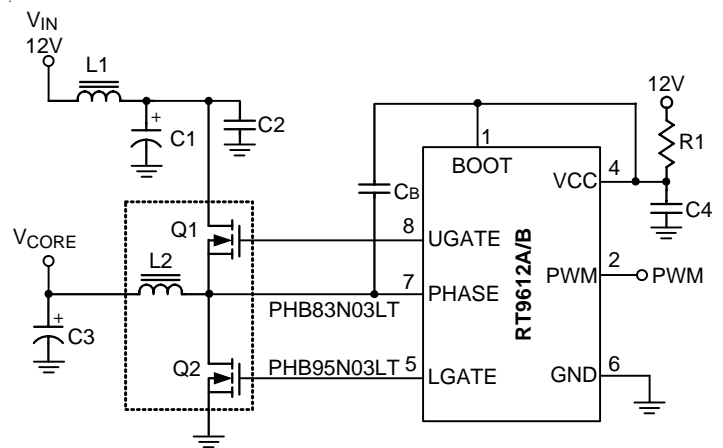 VIN
12V
L1
12V
C1
C2
1
R1
BOOT
4
VCC
CB
C4
VCORE
Q1
8
UGATE
L2
7
PHASE
RT9612A/B
2
PWM
PWM
PHB83N03LT
C3
Q2
PHB95N03LT
5
LGATE
6
GND
+
+